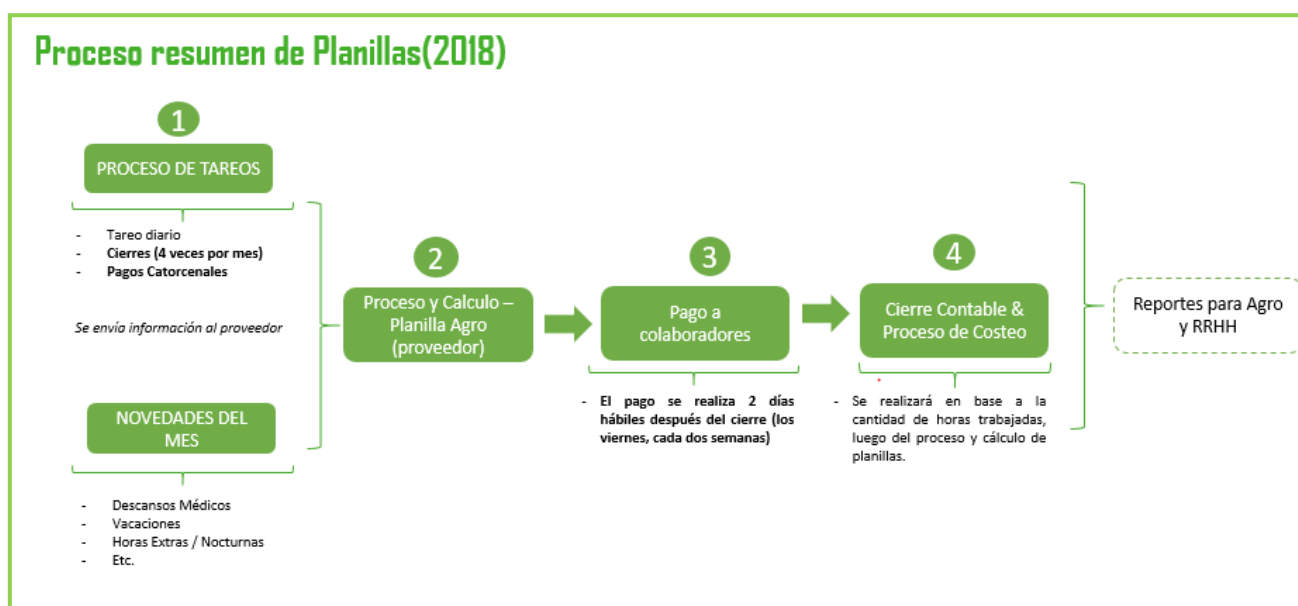 Proceso resumen de Planillas(2018)
1
PROCESO DE TAREOS
- Tareo diario
- Cierres (4 veces por mes)
- Pagos Catorcenales
Se envía información al proveedor
NOVEDADES DEL
MES
- Descansos Médicos
- Vacaciones
- Horas Extras / Nocturnas
- Etc.
2
Proceso y Calculo –
Planilla Agro
(proveedor)
3
Pago a
colaboradores
- El pago se realiza 2 días
hábiles después del cierre (los
viernes, cada dos semanas)
4
Cierre Contable &
Proceso de Costeo
- Se realizará en base a la
cantidad de horas trabajadas,
luego del proceso y cálculo de
planillas.
Reportes para Agro
y RRHH